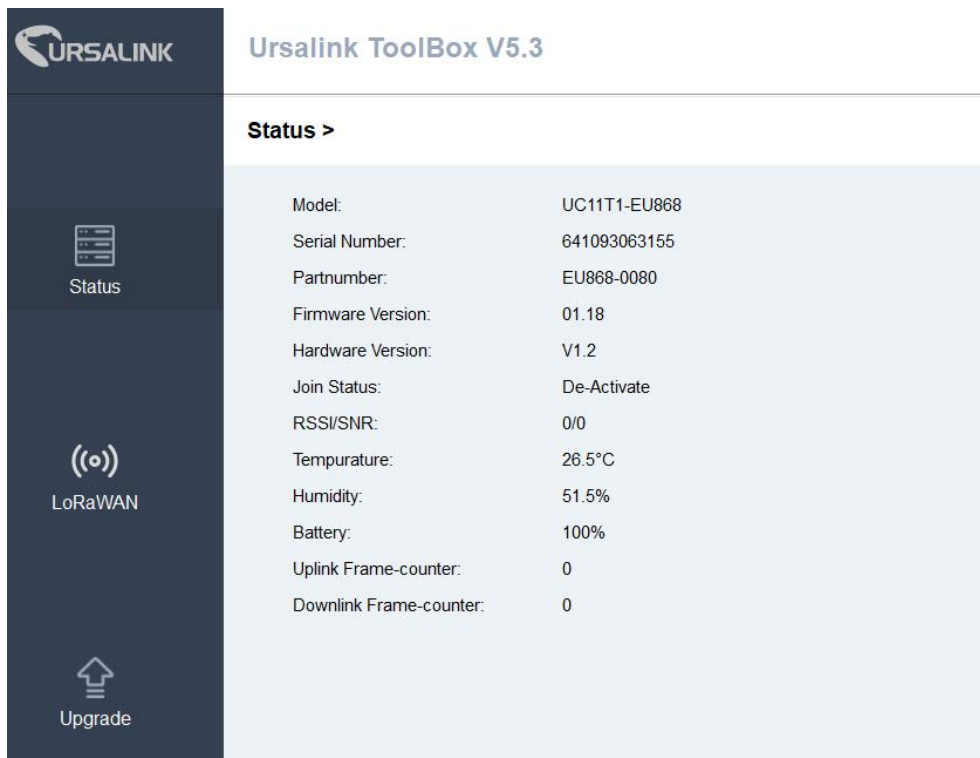 URSALINK
Ursalink ToolBox V5.3
Status >
Status
LoRaWAN
Upgrade
Model: UC11T1-EU868
Serial Number: 641093063155
Partnumber: EU868-0080
Firmware Version: 01.18
Hardware Version: V1.2
Join Status: De-Activate
RSSI/SNR: 0/0
Tempurature: 26.5°C
Humidity: 51.5%
Battery: 100%
Uplink Frame-counter: 0
Downlink Frame-counter: 0